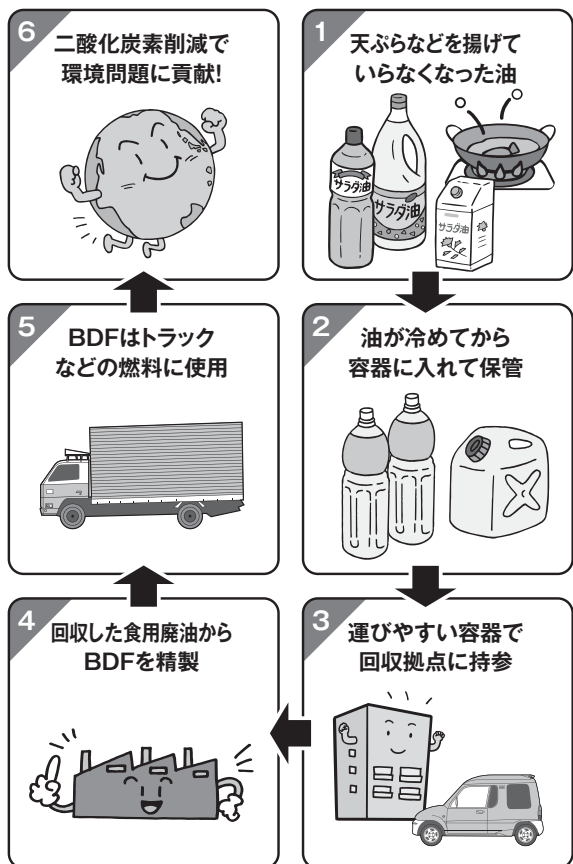 1
天ぷらなどを揚げて
いらなくなった油
サラダ油
サラダ油
サラダ油
2
油が冷めてから
容器に入れて保管
3
運びやすい容器で
回収拠点に持参
4
回収した食用廃油から
BDFを精製
5
BDFはトラック
などの燃料に使用
6
二酸化炭素削減で
環境問題に貢献!